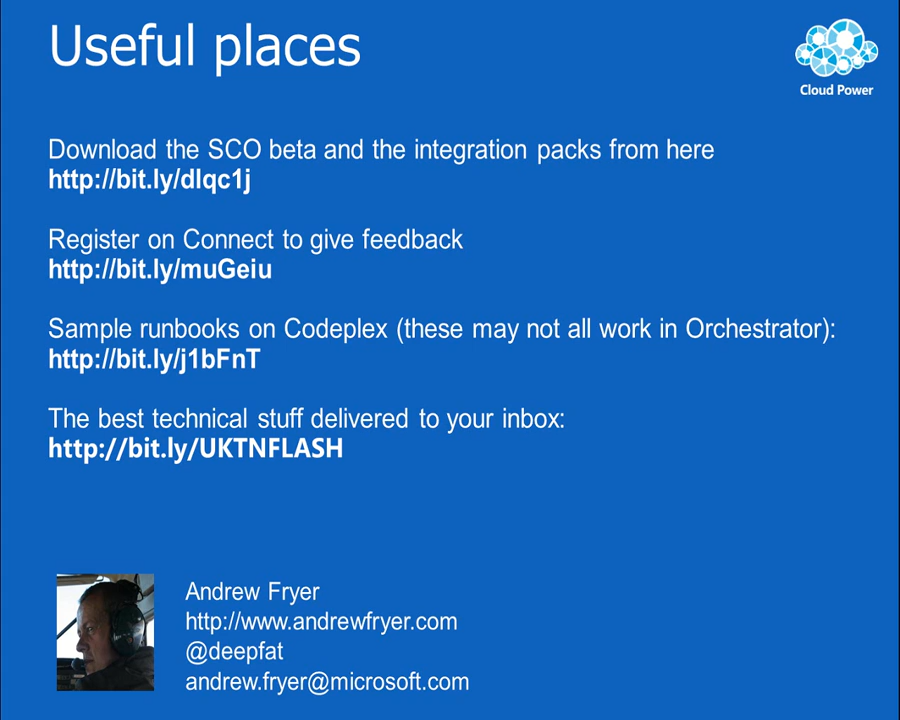 Useful places
Cloud Power
Download the SCO beta and the integration packs from here
http://bit.ly/dlqc1j
Register on Connect to give feedback
http://bit.ly/muGeiu
Sample runbooks on Codeplex (these may not all work in Orchestrator):
http://bit.ly/j1bFnT
The best technical stuff delivered to your inbox:
http://bit.ly/UKTNFLASH
Andrew Fryer
http://www.andrewfryer.com
@deepfat
andrew.fryer@microsoft.com